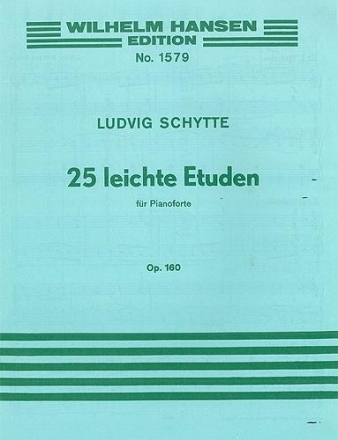 WILHELM HANSEN
EDITION
No. 1579
LUDVIG SCHYTTE
25 leichte Etuden
für Pianoforte
Op. 160